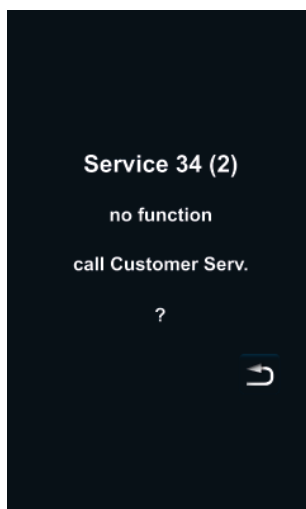 Service 34 (2)
no function
call Customer Serv.
?